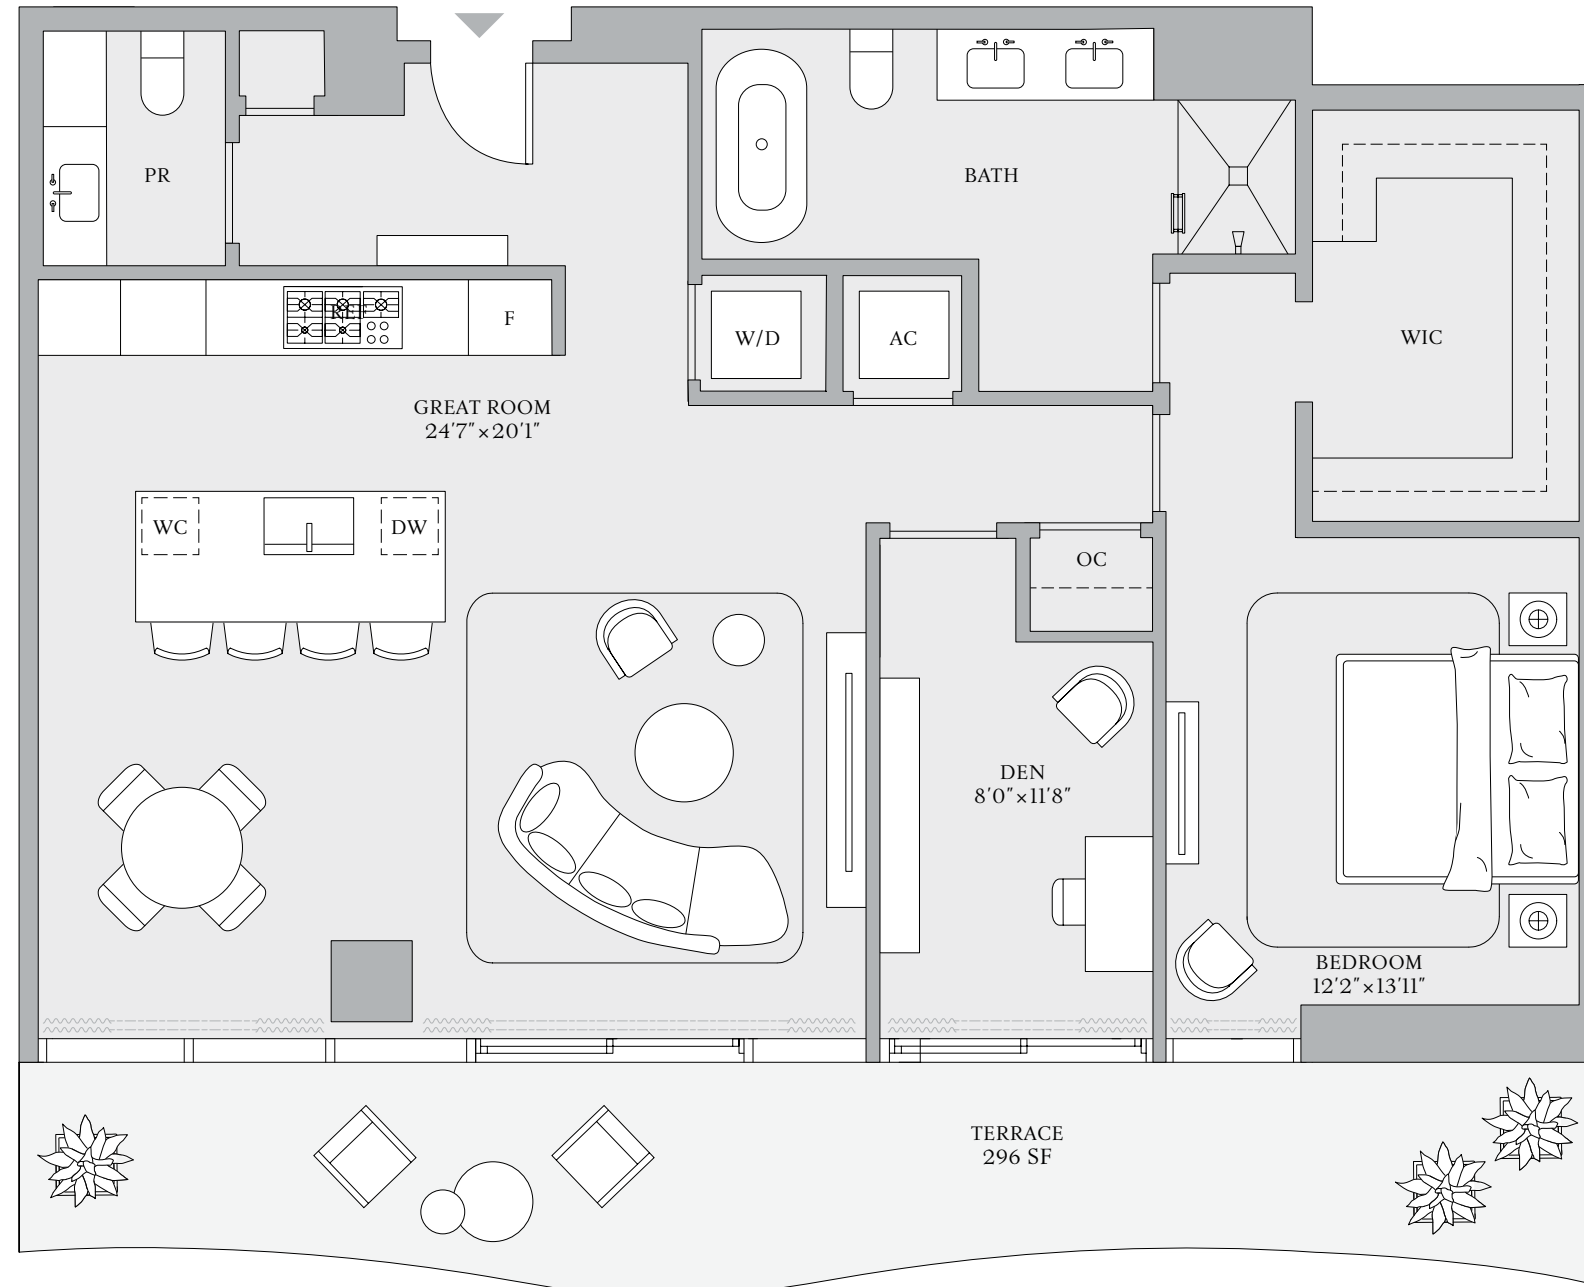 PR
BATH
REF
F
W/D
AC
WIC
GREAT ROOM
24'7"×20'1"
WC
DW
OC
DEN
8'0"×11'8"
BEDROOM
12'2"×13'11"
TERRACE
296 SF